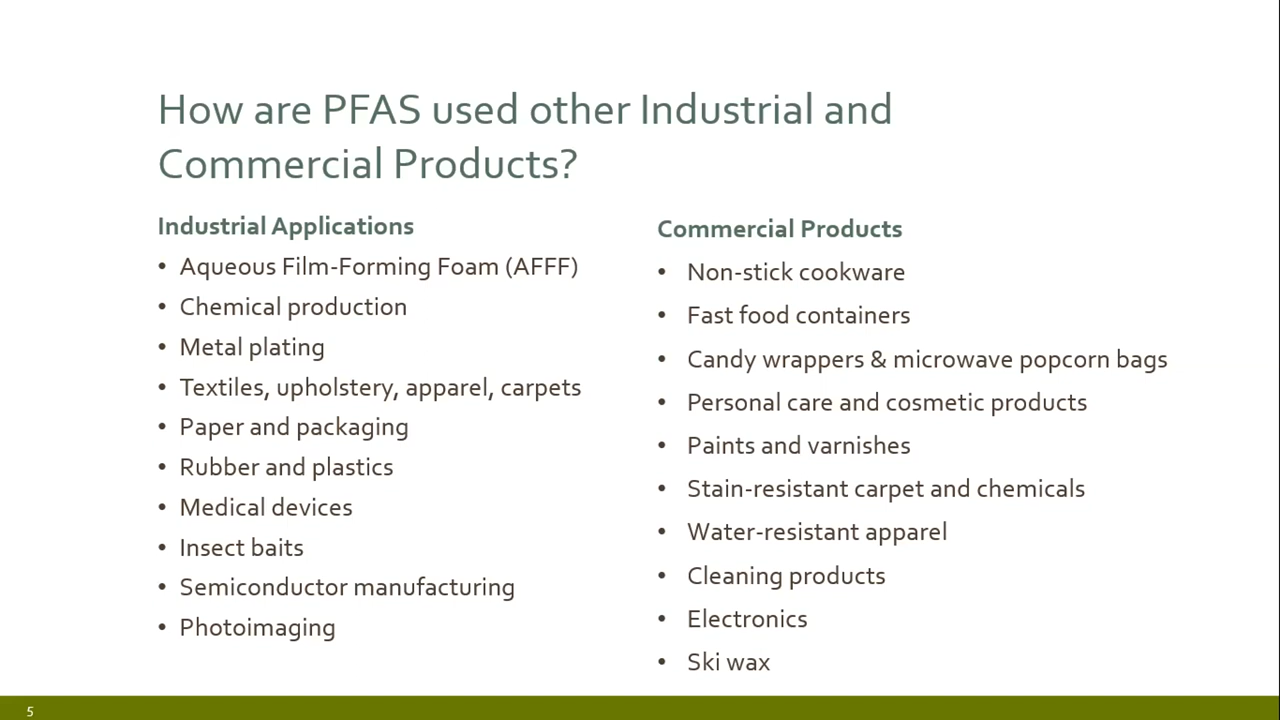 How are PFAS used other Industrial and
Commercial Products?
Industrial Applications
• Aqueous Film-Forming Foam (AFFF)
• Chemical production
• Metal plating
• Textiles, upholstery, apparel, carpets
• Paper and packaging
• Rubber and plastics
• Medical devices
• Insect baits
• Semiconductor manufacturing
• Photoimaging
Commercial Products
• Non-stick cookware
• Fast food containers
• Candy wrappers & microwave popcorn bags
• Personal care and cosmetic products
• Paints and varnishes
• Stain-resistant carpet and chemicals
• Water-resistant apparel
• Cleaning products
• Electronics
• Ski wax
5